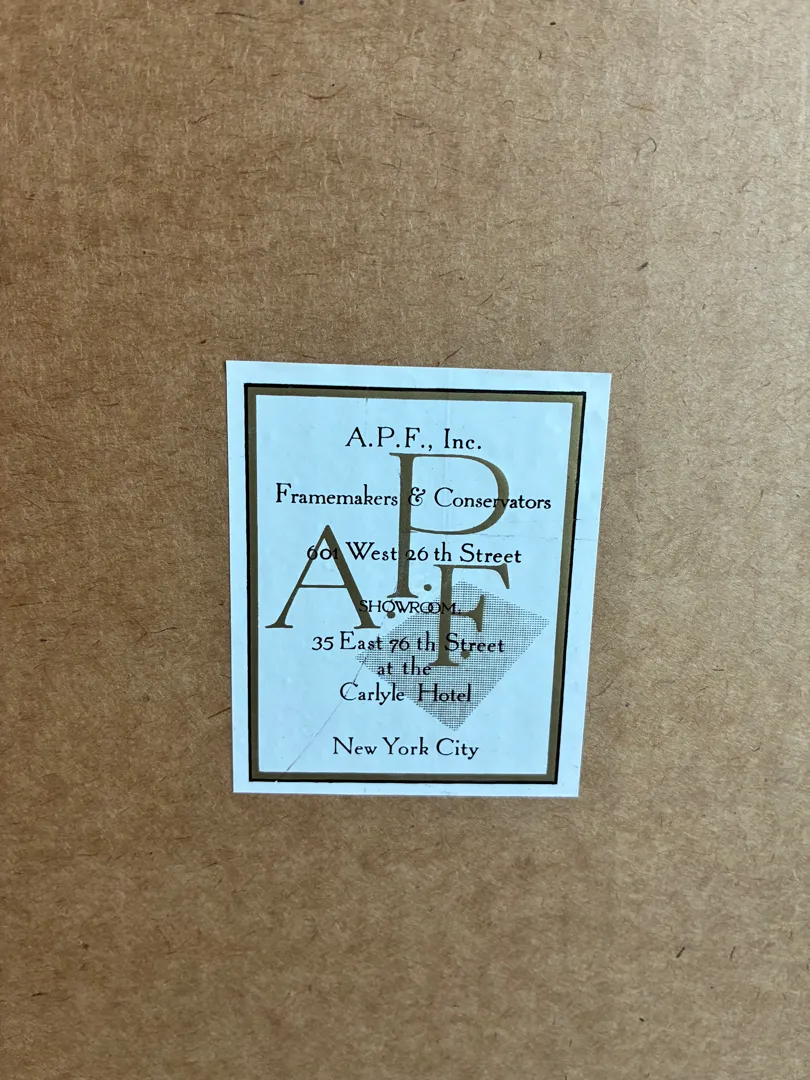 A.P.F., Inc.
Framemakers & Conservators
601 West 26 th Street
SHOWROOM:
35 East 76 th Street
at the
Carlyle Hotel
New York City
A.P.F.